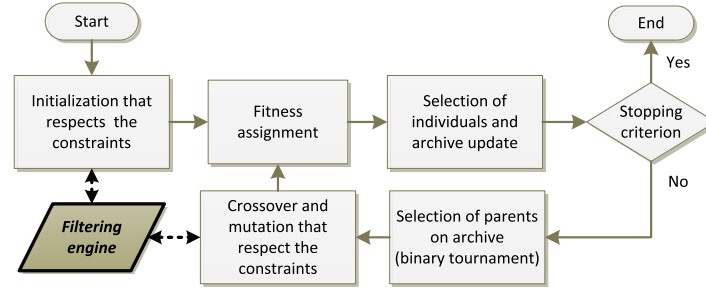 Start
End
Yes
Initialization that
respects the
constraints
Fitness
assignment
Selection of
individuals and
archive update
Stopping
criterion
No
Filtering
engine
Crossover and
mutation that
respect the
constraints
Selection of parents
on archive
(binary tournament)